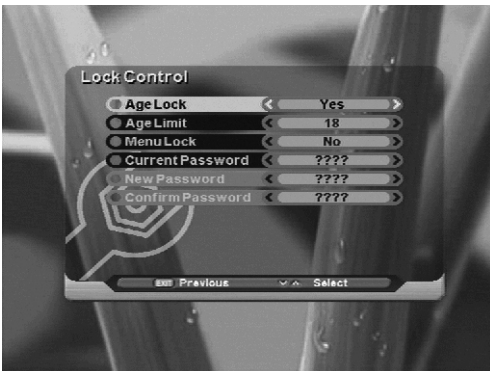 Lock Control
Age Lock Yes
Age Limit 18
Menu Lock No
Current Password ????
New Password ????
Confirm Password ????
EXIT Previous Select